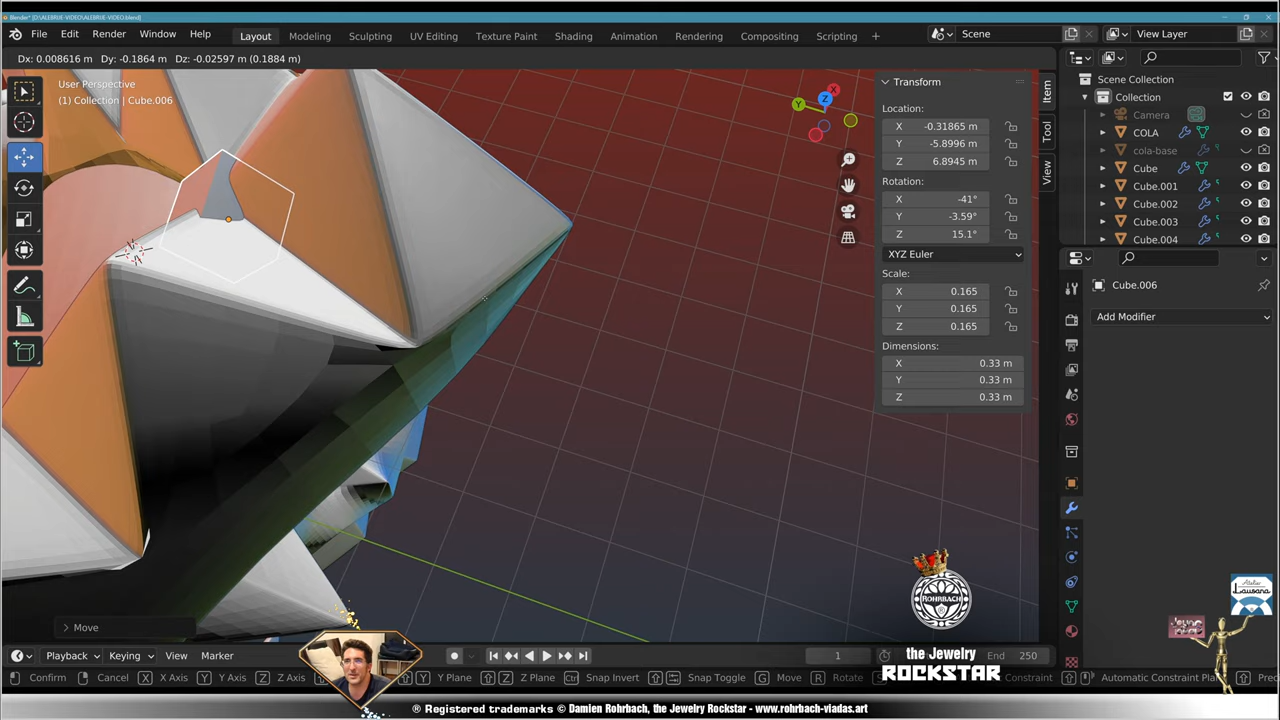 Blender* [D:\ALEBRIJE-VIDEO\ALEBRIJE-VIDEO.blend]
File Edit Render Window Help Layout Modeling Sculpting UV Editing Texture Paint Shading Animation Rendering Compositing Scripting + Scene View Layer
Dx: 0.008616 m Dy: -0.1864 m Dz: -0.02597 m (0.1884 m)
User Perspective
(1) Collection | Cube.006
Transform
Location:
X -0.31865 m
Y -5.8996 m
Z 6.8945 m
Rotation:
X -41°
Y -3.59°
Z 15.1°
XYZ Euler
Scale:
X 0.165
Y 0.165
Z 0.165
Dimensions:
X 0.33 m
Y 0.33 m
Z 0.33 m
Item
Tool
View
X
Y
Z
Scene Collection
Collection
Camera
COLA
cola-base
Cube
Cube.001
Cube.002
Cube.003
Cube.004
Cube.006
Add Modifier
Move
ROHRBACH
Atelier
Lausana
the Jewelry
ROCKSTAR
Playback Keying View Marker 1 End 250
Confirm Cancel X X Axis Y Y Axis Z Z Axis X Plane Y Y Plane Z Z Plane Ctrl Snap Invert Snap Toggle G Move R Rotate Constraint Automatic Constraint Plan
® Registered trademarks © Damien Rohrbach, the Jewelry Rockstar - www.rohrbach-viadas.art